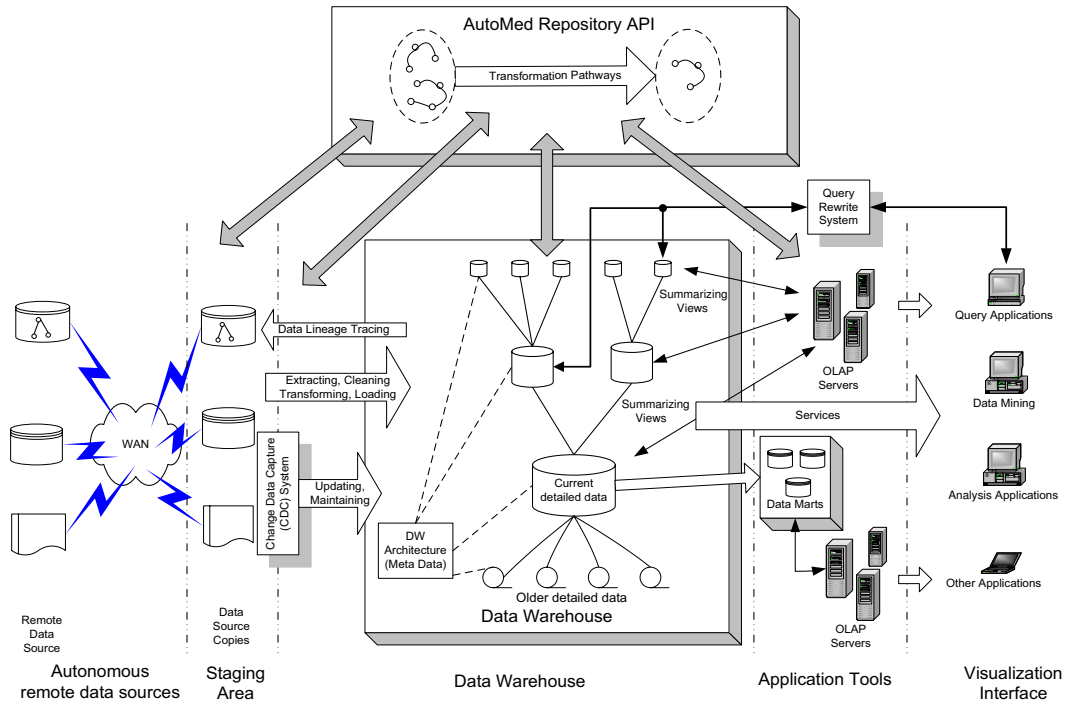 AutoMed Repository API
Transformation Pathways
Query
Rewrite
System
Summarizing
Views
Data Lineage Tracing
Query Applications
OLAP
Servers
Extracting, Cleaning
Transforming, Loading
Summarizing
Views
Services
Data Mining
WAN
Change Data Capture
(CDC) System
Updating,
Maintaining
Current
detailed data
Data Marts
Analysis Applications
DW
Architecture
(Meta Data)
Older detailed data
Data Warehouse
Other Applications
Remote
Data
Source
Data
Source
Copies
OLAP
Servers
Autonomous
remote data sources
Staging
Area
Data Warehouse
Application Tools
Visualization
Interface